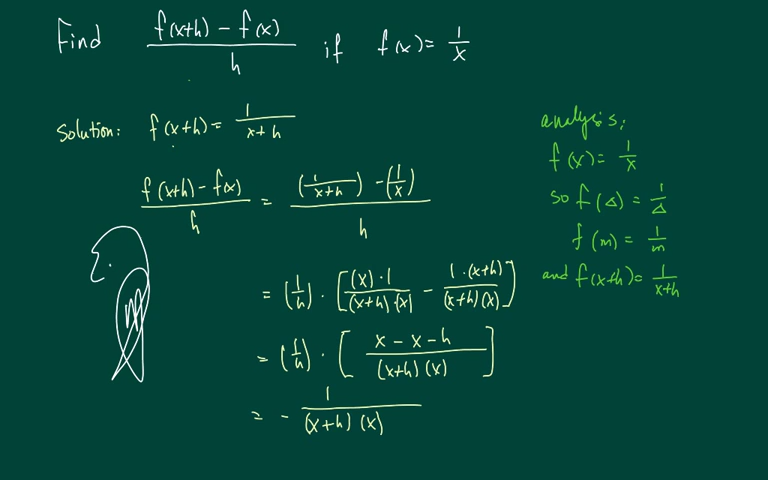 Find (f(x+h) - f(x))/h if f(x) = 1/x
Solution: f(x+h) = 1/(x+h)
(f(x+h) - f(x))/h = ((1/(x+h)) - (1/x))/h
= (1/h) · [((x)·1)/((x+h)(x)) - (1·(x+h))/((x+h)(x))]
= (1/h) · [(x - x - h)/((x+h)(x))]
= - 1/((x+h)(x))
analysis:
f(x) = 1/x
so f(△) = 1/△
f(m) = 1/m
and f(x+h) = 1/(x+h)